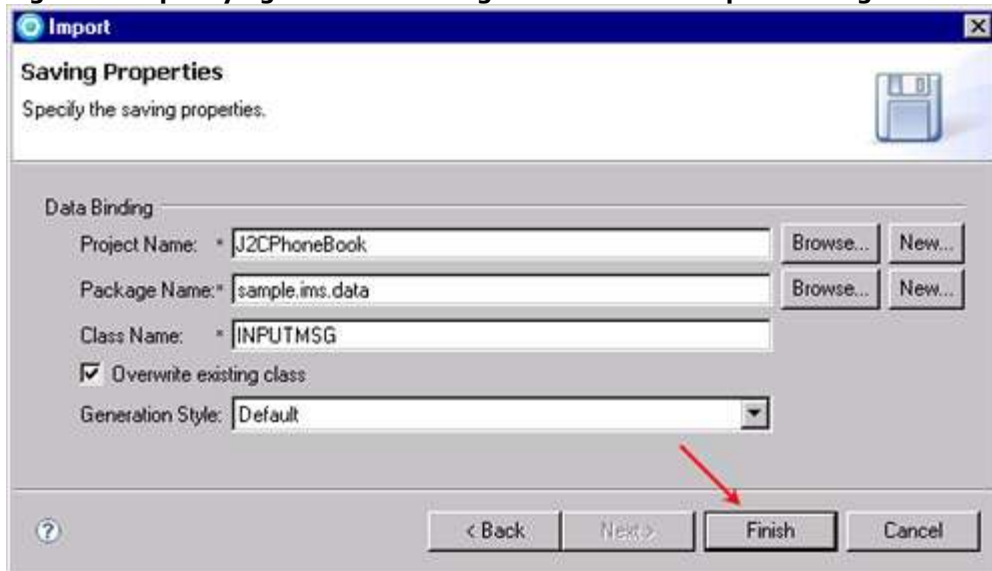 Import
Saving Properties
Specify the saving properties.
Data Binding
Project Name: * J2CPhoneBook Browse... New...
Package Name:* sample.ims.data Browse... New...
Class Name: * INPUTMSG
Overwrite existing class
Generation Style: Default
? < Back Next > Finish Cancel